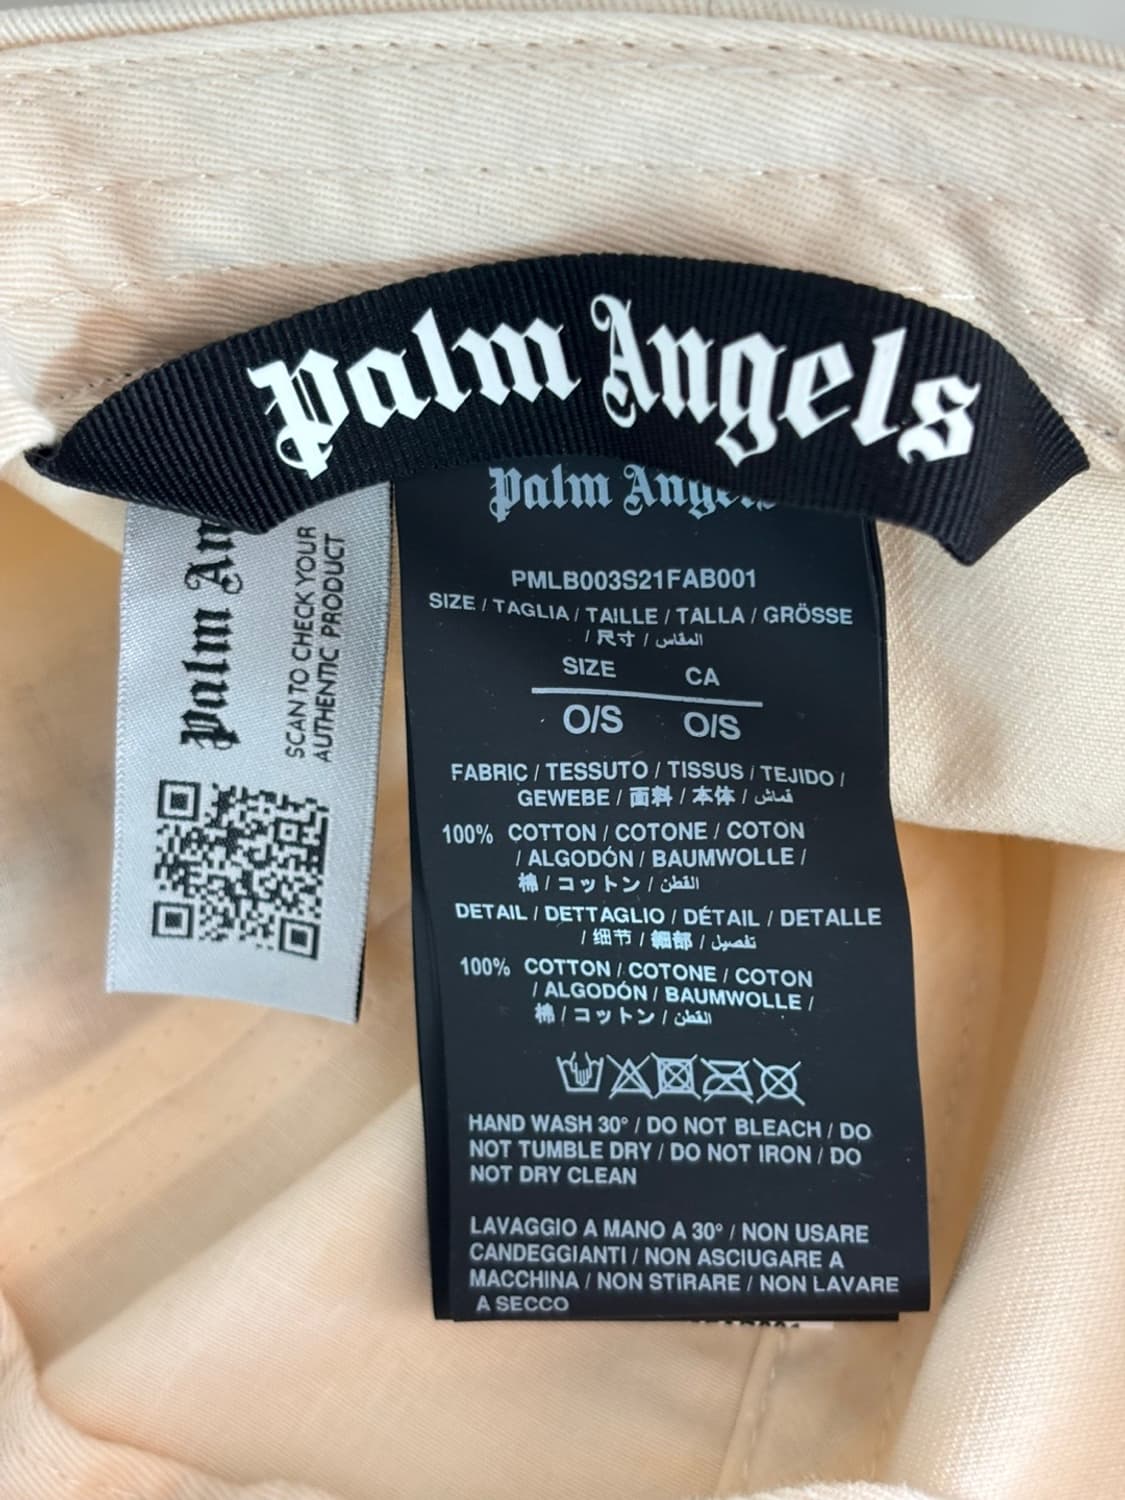 Palm Angels
Palm An
SCAN TO CHECK YOUR
AUTHENTIC PRODUCT
Palm Angels
PMLB003S21FAB001
SIZE / TAGLIA / TAILLE / TALLA / GRÖSSE
/ 尺寸 / المقاس
SIZE CA
O/S O/S
FABRIC / TESSUTO / TISSUS / TEJIDO /
GEWEBE / 面料 / 本体 / قماش
100% COTTON / COTONE / COTON
/ ALGODÓN / BAUMWOLLE /
棉 / コットン / القطن
DETAIL / DETTAGLIO / DÉTAIL / DETALLE
/ 细节 / 細部 / تفصيل
100% COTTON / COTONE / COTON
/ ALGODÓN / BAUMWOLLE /
棉 / コットン / القطن
HAND WASH 30° / DO NOT BLEACH / DO
NOT TUMBLE DRY / DO NOT IRON / DO
NOT DRY CLEAN
LAVAGGIO A MANO A 30° / NON USARE
CANDEGGIANTI / NON ASCIUGARE A
MACCHINA / NON STIRARE / NON LAVARE
A SECCO